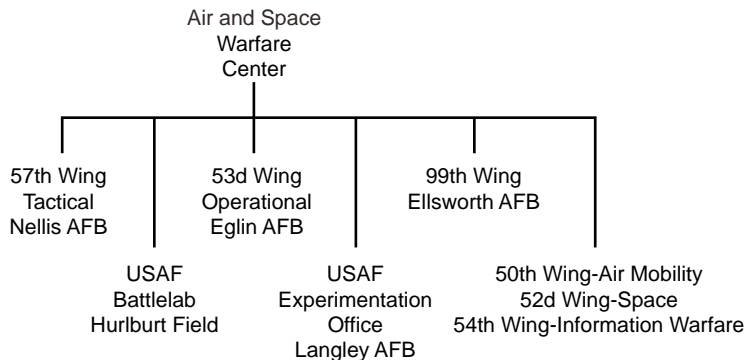 Air and Space
Warfare
Center
57th Wing
Tactical
Nellis AFB
53d Wing
Operational
Eglin AFB
99th Wing
Ellsworth AFB
USAF
Battlelab
Hurlburt Field
USAF
Experimentation
Office
Langley AFB
50th Wing-Air Mobility
52d Wing-Space
54th Wing-Information Warfare